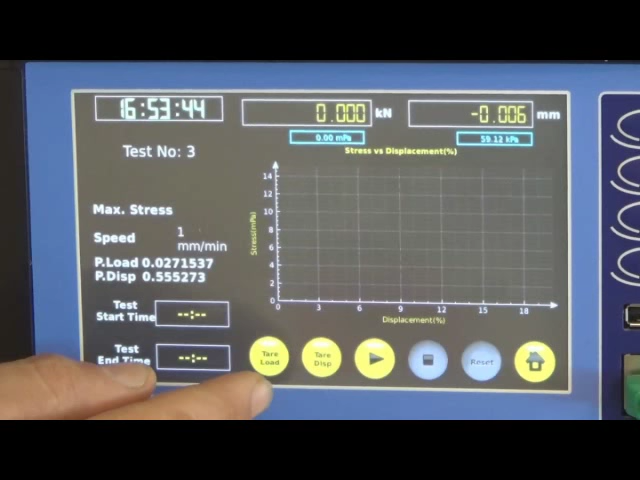 16:53:44
0.000 kN
-0.006 mm
0.00 mPa
59.12 kPa
Test No: 3
Stress vs Displacement(%)
Max. Stress
Speed 1 mm/min
P.Load 0.0271537
P.Disp 0.555273
Test Start Time --:--
Test End Time --:--
Stress(mPa)
14
12
10
8
6
4
2
0
0 3 6 9 12 15 18
Displacement(%)
Tare Load
Tare Disp
Reset